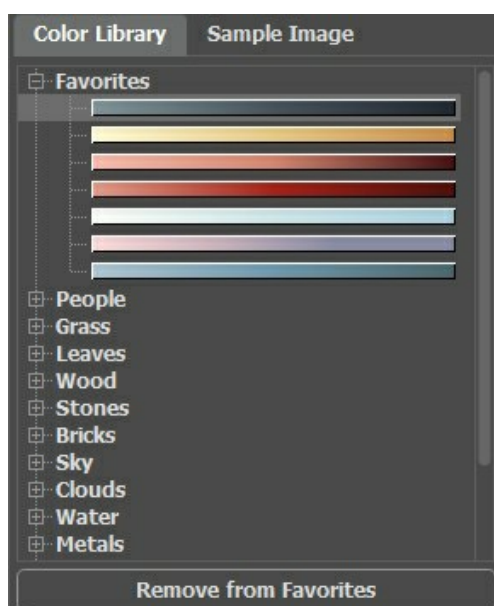 Color Library Sample Image
Favorites
People
Grass
Leaves
Wood
Stones
Bricks
Sky
Clouds
Water
Metals
Remove from Favorites